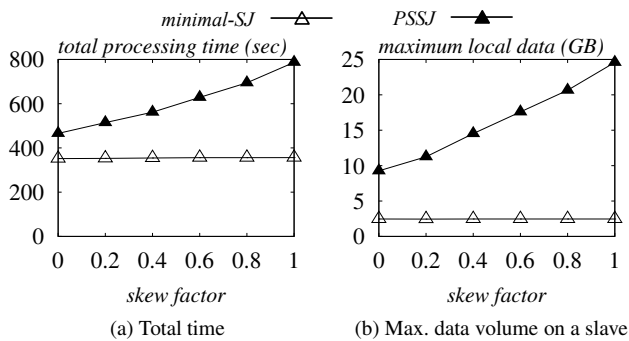 minimal-SJ PSSJ
total processing time (sec) maximum local data (GB)
800 25
20
600
15
400
10
200
5
0 0
0 0.2 0.4 0.6 0.8 1 0 0.2 0.4 0.6 0.8 1
skew factor skew factor
(a) Total time (b) Max. data volume on a slave